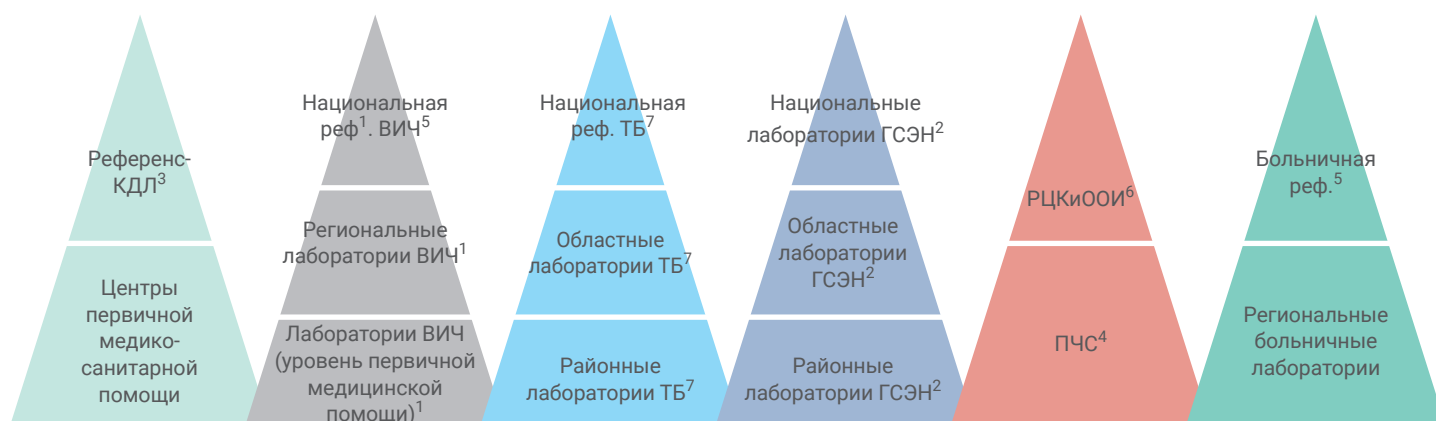 Референс-
КДЛ³
Центры
первичной
медико-
санитарной
помощи
Национальная
реф¹. ВИЧ⁵
Региональные
лаборатории ВИЧ¹
Лаборатории ВИЧ
(уровень первичной
медицинской
помощи)¹
Национальная
реф. ТБ⁷
Областные
лаборатории ТБ⁷
Районные
лаборатории ТБ⁷
Национальные
лаборатории ГСЭН²
Областные
лаборатории
ГСЭН²
Районные
лаборатории ГСЭН²
РЦКиООИ⁶
ПЧС⁴
Больничная
реф.⁵
Региональные
больничные
лаборатории